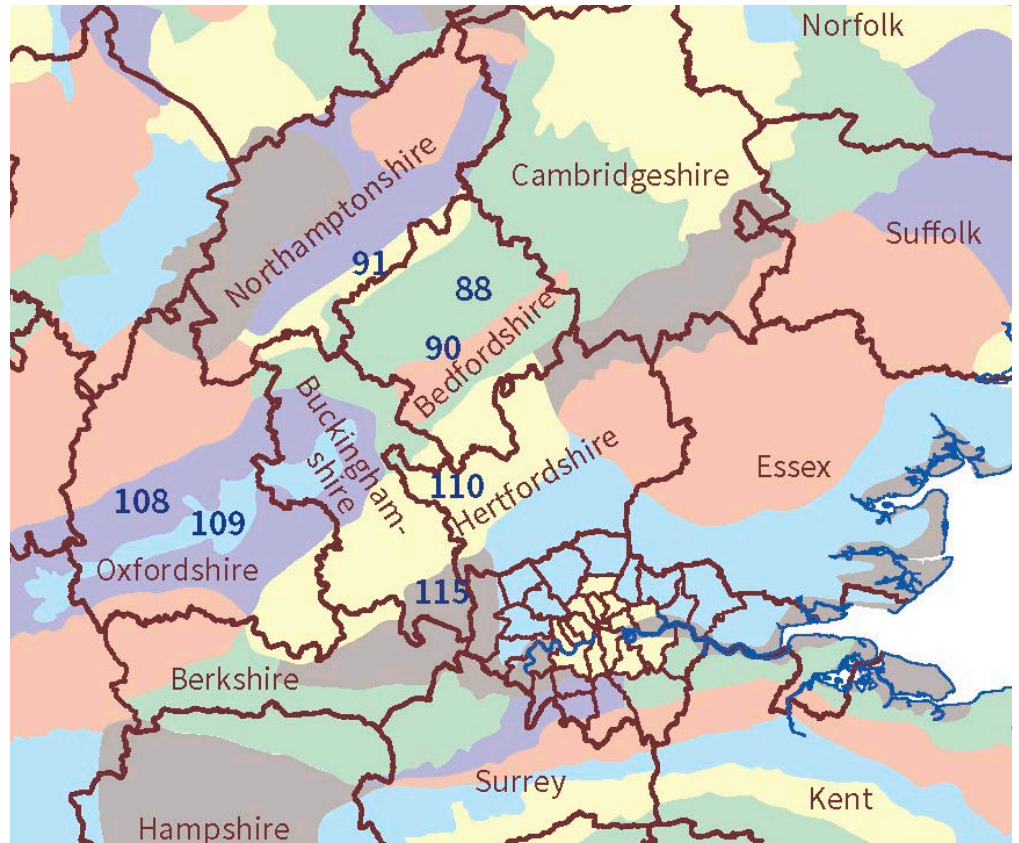 Norfolk
Cambridgeshire
Northamptonshire
Suffolk
91
88
90
Bedfordshire
Buckingham-
shire
Essex
110
Hertfordshire
108
109
Oxfordshire
115
Berkshire
Surrey
Kent
Hampshire